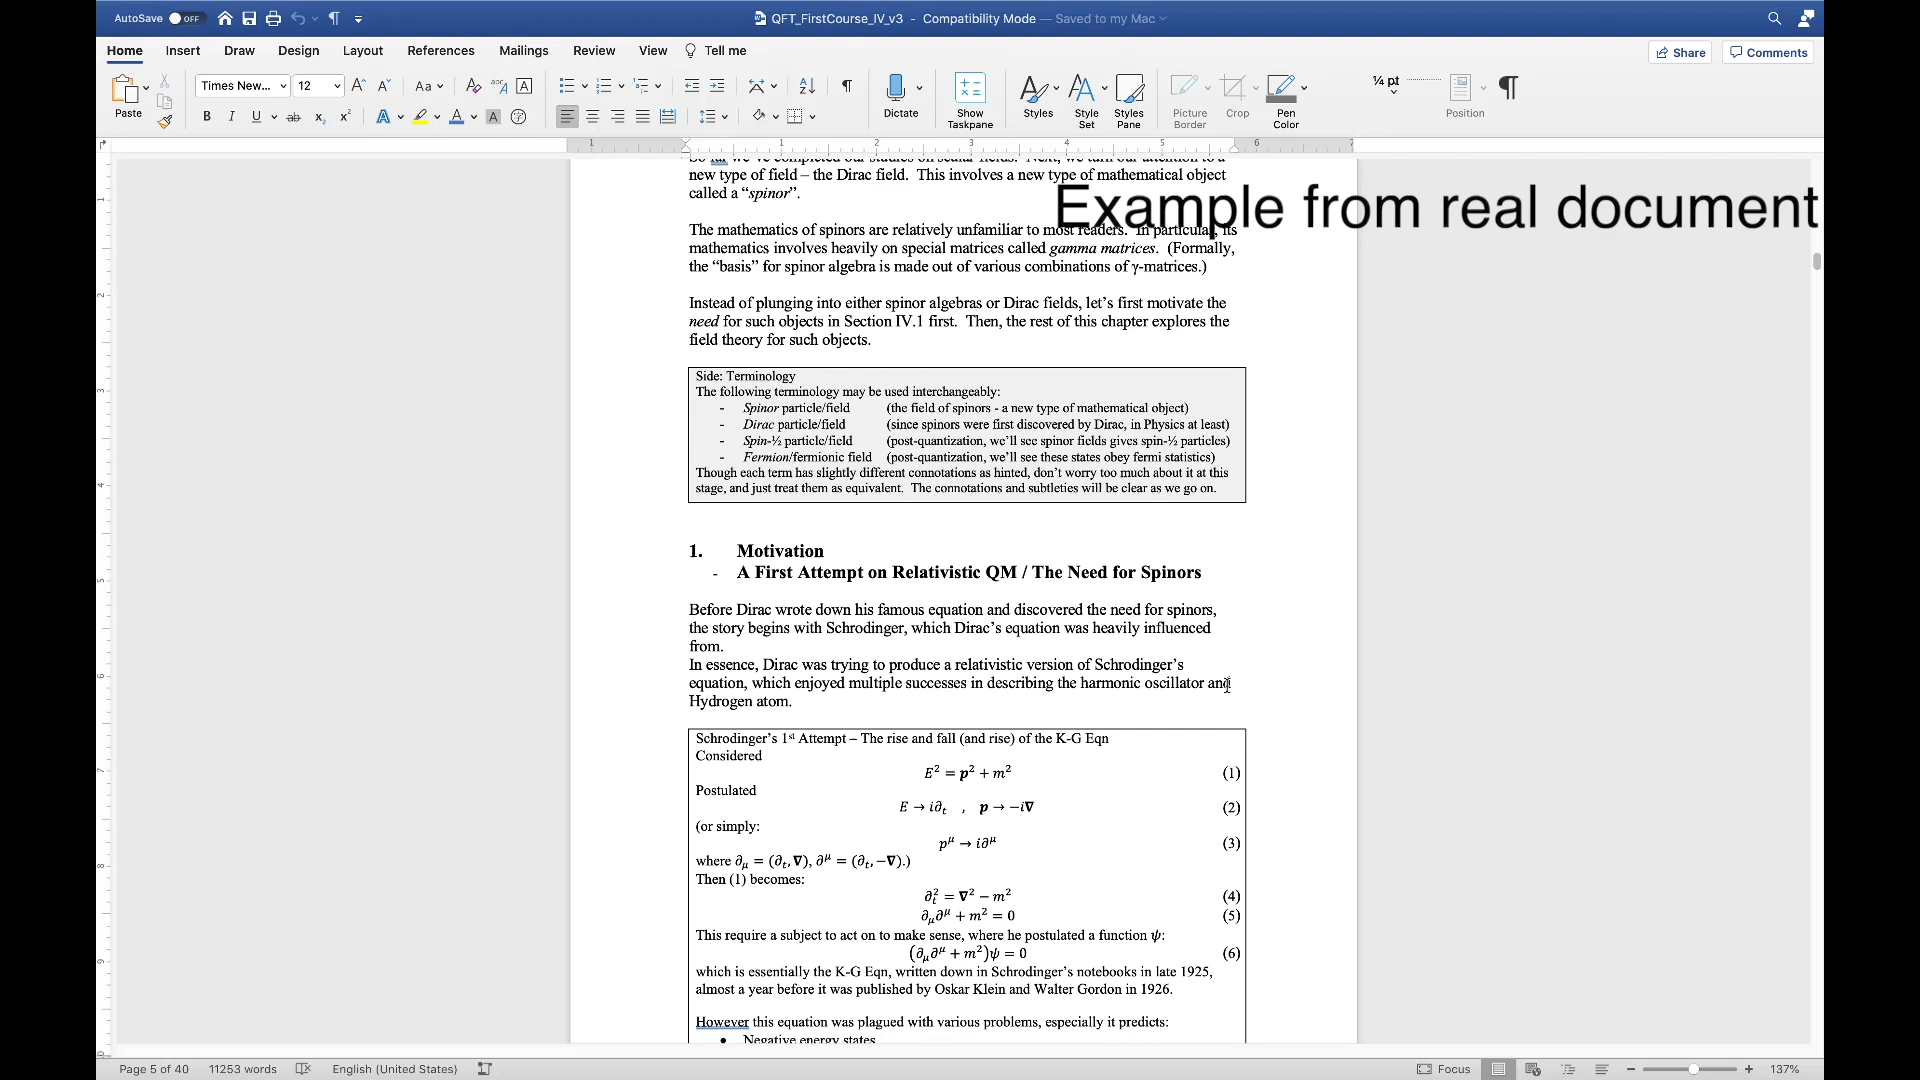 AutoSave OFF
QFT_FirstCourse_IV_v3 - Compatibility Mode — Saved to my Mac
Home Insert Draw Design Layout References Mailings Review View Tell me
Share Comments
Times New... 12
Paste
Dictate
Show Taskpane
Styles
Style Set
Styles Pane
Picture Border
Crop
Pen Color
¼ pt
Position
So far we've completed our studies on scalar fields. Next, we turn our attention to a
new type of field – the Dirac field. This involves a new type of mathematical object
called a “spinor”.
Example from real document
The mathematics of spinors are relatively unfamiliar to most readers. In particular, its
mathematics involves heavily on special matrices called gamma matrices. (Formally,
the “basis” for spinor algebra is made out of various combinations of γ-matrices.)
Instead of plunging into either spinor algebras or Dirac fields, let’s first motivate the
need for such objects in Section IV.1 first. Then, the rest of this chapter explores the
field theory for such objects.
Side: Terminology
The following terminology may be used interchangeably:
- Spinor particle/field (the field of spinors - a new type of mathematical object)
- Dirac particle/field (since spinors were first discovered by Dirac, in Physics at least)
- Spin-½ particle/field (post-quantization, we’ll see spinor fields gives spin-½ particles)
- Fermion/fermionic field (post-quantization, we’ll see these states obey fermi statistics)
Though each term has slightly different connotations as hinted, don’t worry too much about it at this
stage, and just treat them as equivalent. The connotations and subtleties will be clear as we go on.
1. Motivation
- A First Attempt on Relativistic QM / The Need for Spinors
Before Dirac wrote down his famous equation and discovered the need for spinors,
the story begins with Schrodinger, which Dirac’s equation was heavily influenced
from.
In essence, Dirac was trying to produce a relativistic version of Schrodinger’s
equation, which enjoyed multiple successes in describing the harmonic oscillator and
Hydrogen atom.
Schrodinger’s 1st Attempt – The rise and fall (and rise) of the K-G Eqn
Considered
E² = p² + m² (1)
Postulated
E → i∂ₜ , p → −i∇ (2)
(or simply:
p^μ → i∂^μ (3)
where ∂_μ = (∂ₜ, ∇), ∂^μ = (∂ₜ, −∇).)
Then (1) becomes:
∂ₜ² = ∇² − m² (4)
∂_μ∂^μ + m² = 0 (5)
This require a subject to act on to make sense, where he postulated a function ψ:
(∂_μ∂^μ + m²)ψ = 0 (6)
which is essentially the K-G Eqn, written down in Schrodinger’s notebooks in late 1925,
almost a year before it was published by Oskar Klein and Walter Gordon in 1926.
However this equation was plagued with various problems, especially it predicts:
• Negative energy states
Page 5 of 40 11253 words English (United States) Focus 137%